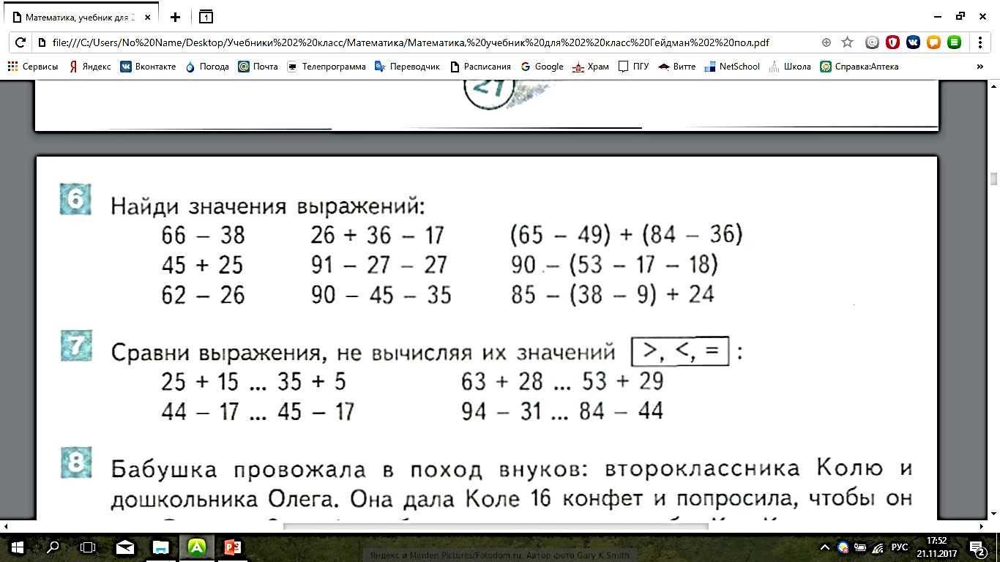 Математика, учебник для 2
1
file:///C:/Users/No%20Name/Desktop/Учебники%202%20класс/Математика/Математика,%20учебник%20для%202%20класс%20Гейдман%202%20пол.pdf
Сервисы Яндекс Вконтакте Погода Почта Телепрограмма Переводчик Расписания Google Храм ПГУ Витте NetSchool Школа Справка:Аптека »
21
6 Найди значения выражений:
66 – 38 26 + 36 – 17 (65 – 49) + (84 – 36)
45 + 25 91 – 27 – 27 90 – (53 – 17 – 18)
62 – 26 90 – 45 – 35 85 – (38 – 9) + 24
7 Сравни выражения, не вычисляя их значений >, <, = :
25 + 15 ... 35 + 5 63 + 28 ... 53 + 29
44 – 17 ... 45 – 17 94 – 31 ... 84 – 44
8 Бабушка провожала в поход внуков: второклассника Колю и
дошкольника Олега. Она дала Коле 16 конфет и попросила, чтобы он
Яндекс и Minden Pictures/Fotodom.ru. Автор фото Gary K Smith
РУС
17:52
21.11.2017
2